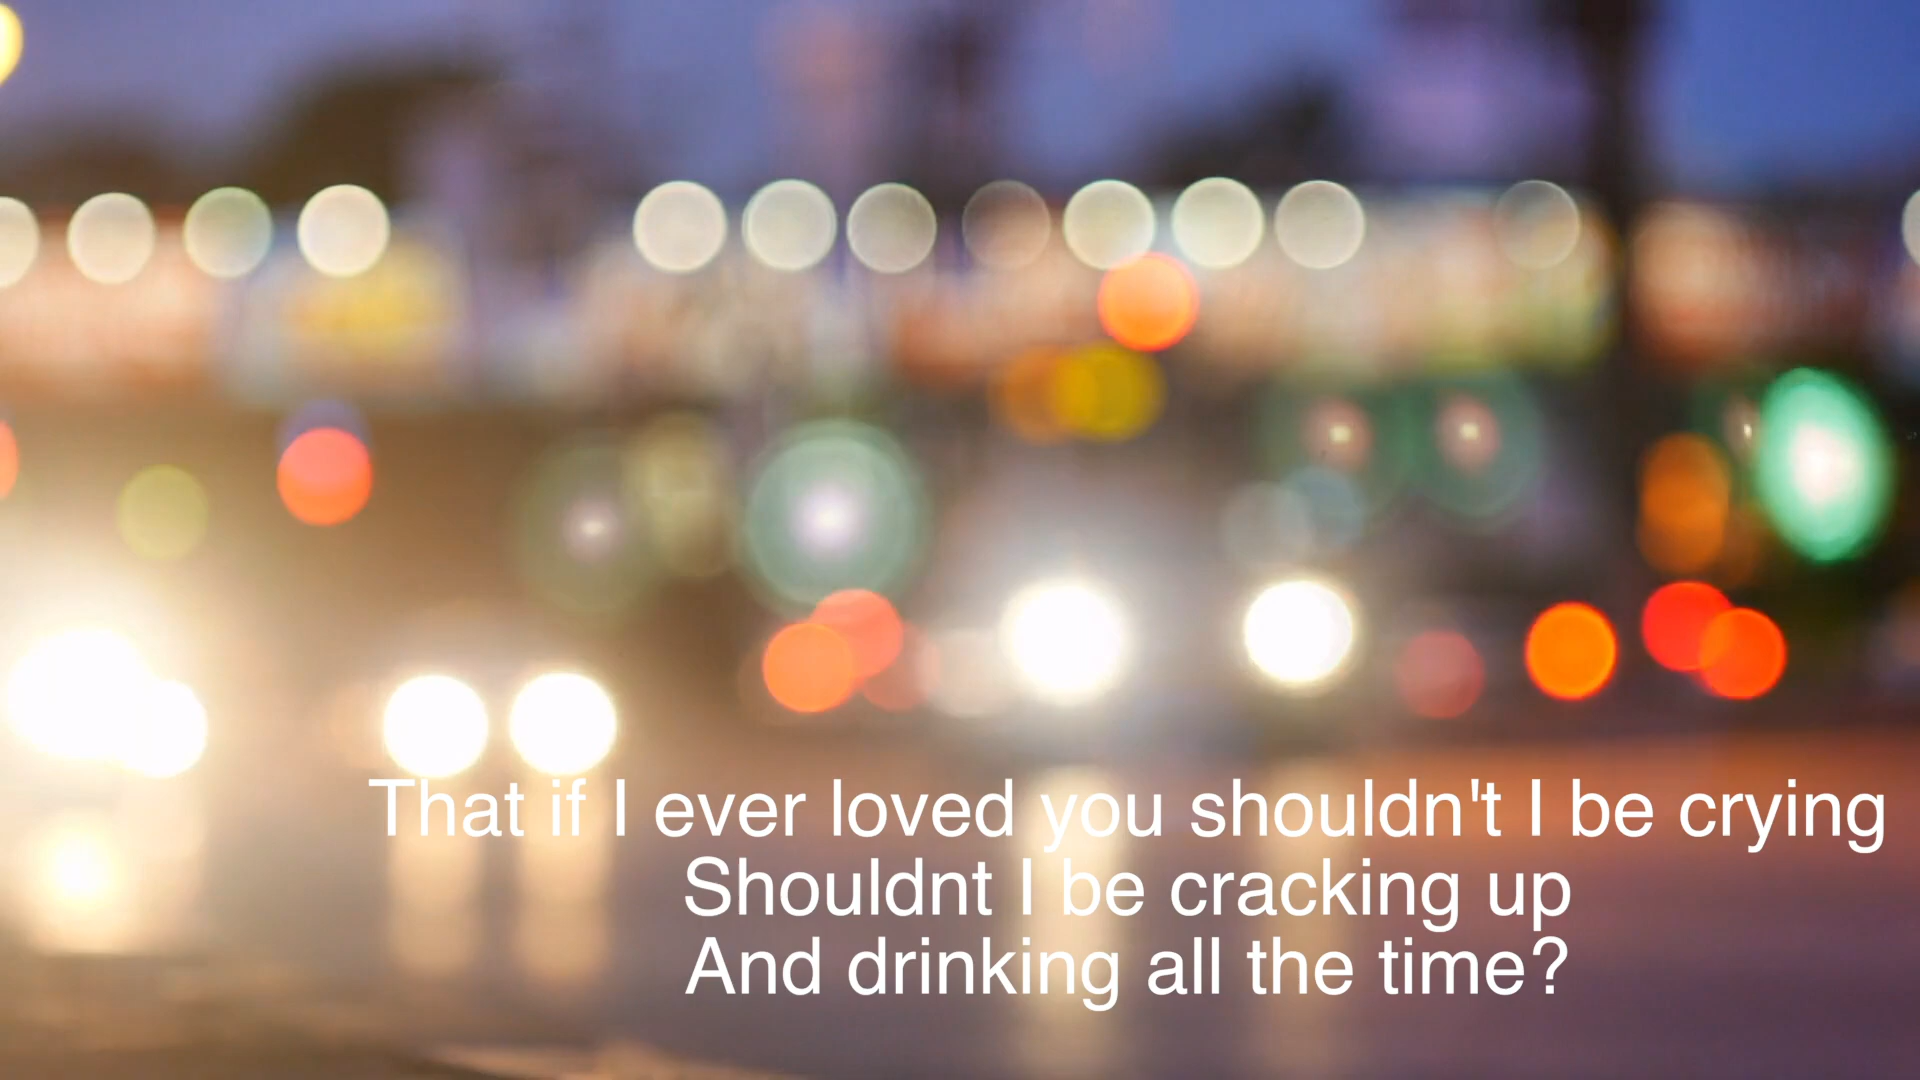 That if I ever loved you shouldn't I be crying
Shouldnt I be cracking up
And drinking all the time?